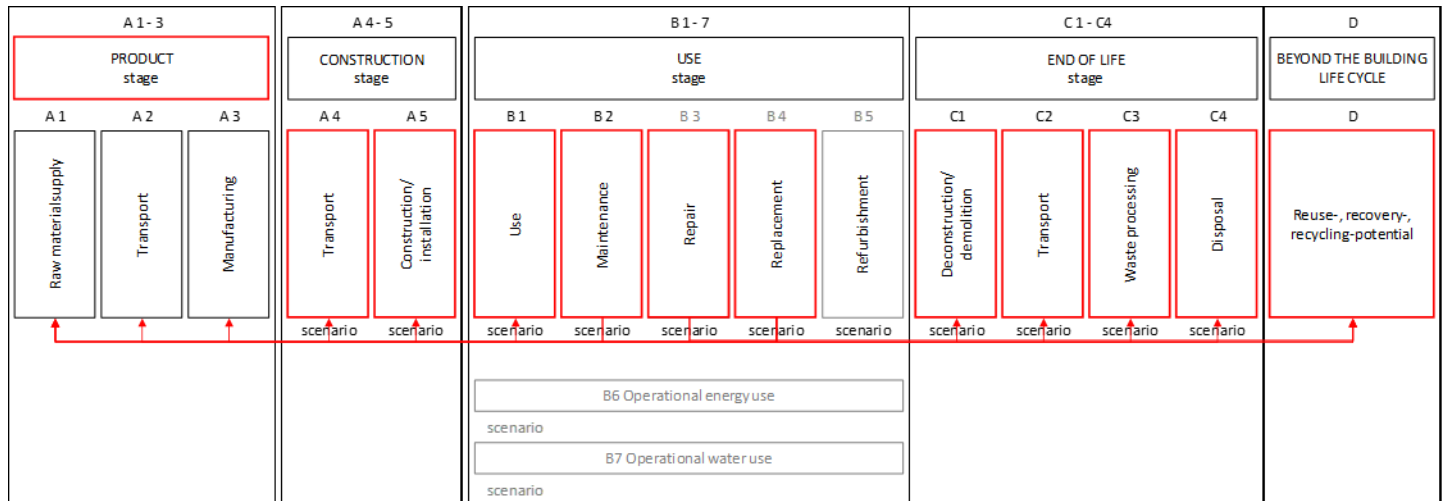 A 1 - 3
A 4 - 5
B 1 - 7
C 1 - C4
D
PRODUCT
stage
CONSTRUCTION
stage
USE
stage
END OF LIFE
stage
BEYOND THE BUILDING
LIFE CYCLE
A 1
A 2
A 3
A 4
A 5
B 1
B 2
B 3
B 4
B 5
C1
C2
C3
C4
D
Raw materialsupply
Transport
Manufacturing
Transport
Construction/
installation
Use
Maintenance
Repair
Replacement
Refurbishment
Deconstruction/
demolition
Transport
Waste processing
Disposal
Reuse-, recovery-,
recycling-potential
scenario
scenario
scenario
scenario
scenario
scenario
scenario
scenario
scenario
scenario
scenario
B6 Operational energy use
scenario
B7 Operational water use
scenario